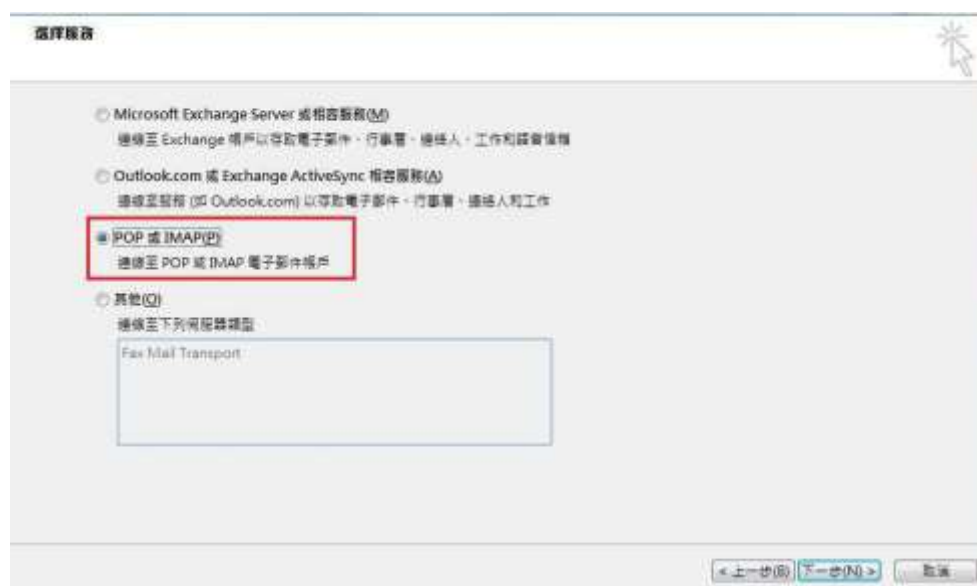 選擇服務
Microsoft Exchange Server 或相容服務(M)
連線至 Exchange 帳戶以存取電子郵件、行事曆、連絡人、工作和語音信箱
Outlook.com 或 Exchange ActiveSync 相容服務(A)
連線至服務 (如 Outlook.com) 以存取電子郵件、行事曆、連絡人和工作
POP 或 IMAP(P)
連線至 POP 或 IMAP 電子郵件帳戶
其他(O)
連線至下列伺服器類型
Fax Mail Transport
< 上一步(B) 下一步(N) > 取消